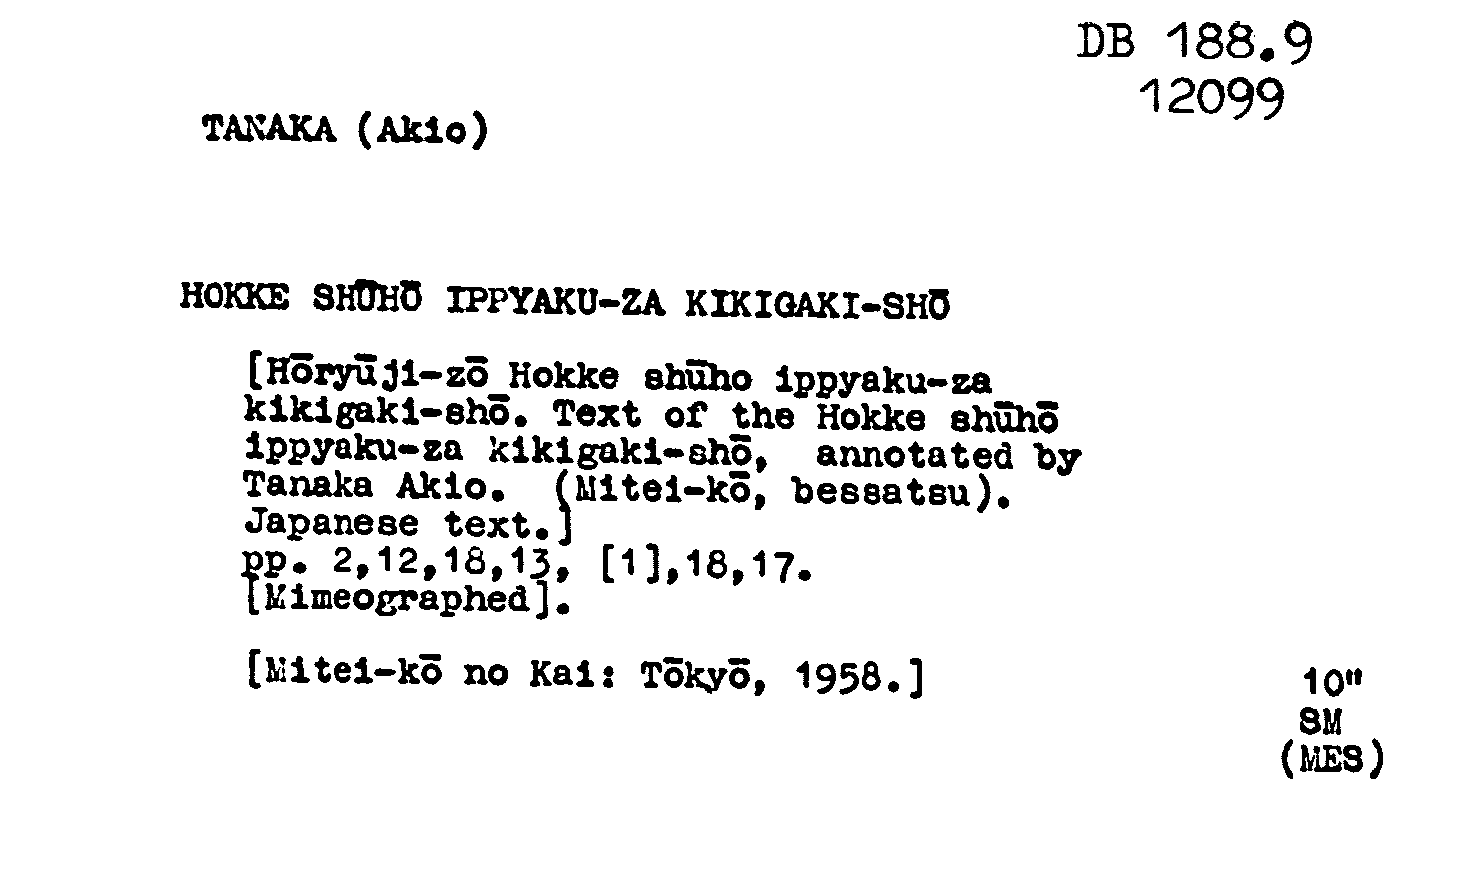 DB 188.9
12099
TANAKA (Akio)
HOKKE SHŪHŌ IPPYAKU-ZA KIKIGAKI-SHŌ
[Hōryūji-zō Hokke shūho ippyaku-za
kikigaki-shō. Text of the Hokke shūhō
ippyaku-za kikigaki-shō, annotated by
Tanaka Akio. (Mitei-kō, bessatsu).
Japanese text.]
pp. 2,12,18,13, [1],18,17.
[Mimeographed].
[Mitei-kō no Kai: Tōkyō, 1958.]
10"
SM
(MES)